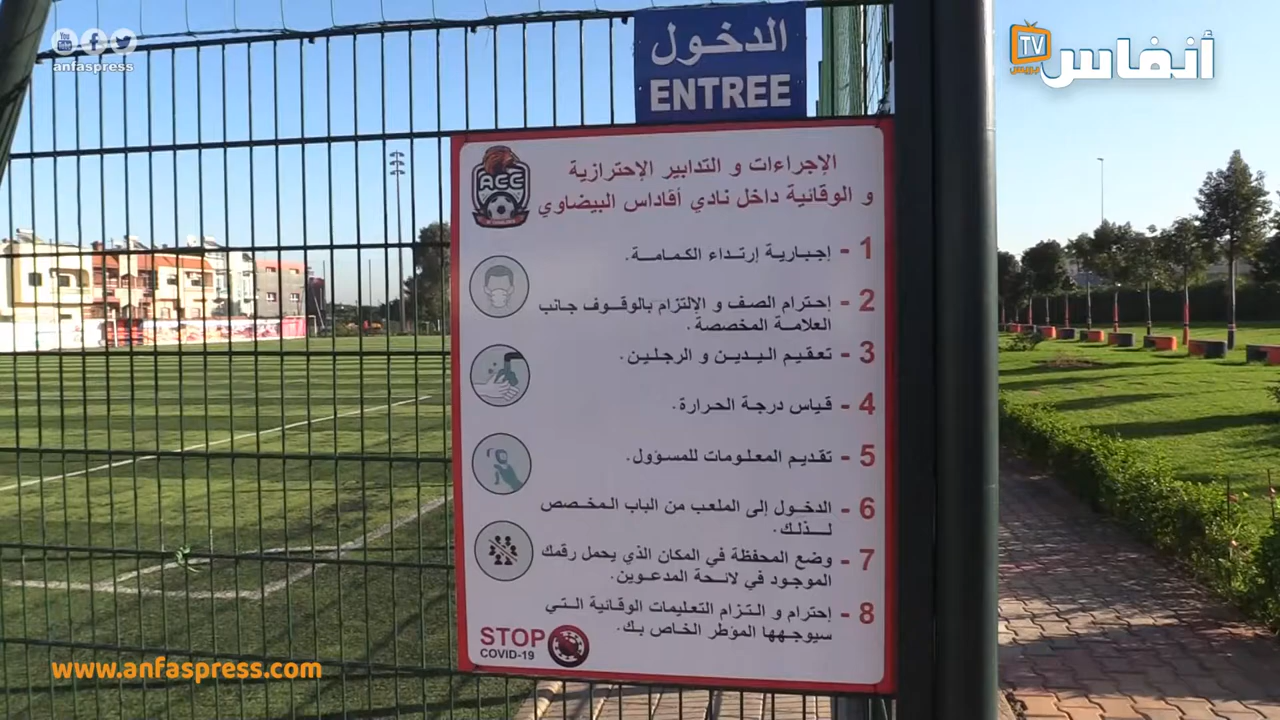 anfaspress
الدخول
ENTREE
أنفاس
TV
بريس
ACC
الإجراءات و التدابير الإحترازية
و الوقائية داخل نادي أقاداس البيضاوي
1 - إجبارية إرتداء الكمامة.
2 - إحترام الصف و الإلتزام بالوقوف جانب
العلامة المخصصة.
3 - تعقيم اليدين و الرجلين.
4 - قياس درجة الحرارة.
5 - تقديم المعلومات للمسؤول.
6 - الدخول إلى الملعب من الباب المخصص
لذلك.
7 - وضع المحفظة في المكان الذي يحمل رقمك
الموجود في لائحة المدعوين.
8 - إحترام و التزام التعليمات الوقائية التي
سيوجهها المؤطر الخاص بك.
STOP
COVID-19
www.anfaspress.com